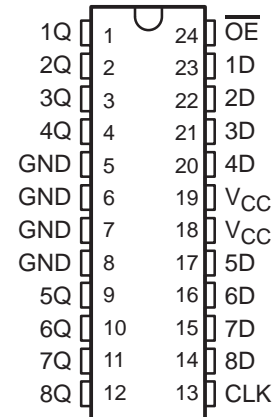 1Q 1 24 O̅E̅
2Q 2 23 1D
3Q 3 22 2D
4Q 4 21 3D
GND 5 20 4D
GND 6 19 VCC
GND 7 18 VCC
GND 8 17 5D
5Q 9 16 6D
6Q 10 15 7D
7Q 11 14 8D
8Q 12 13 CLK